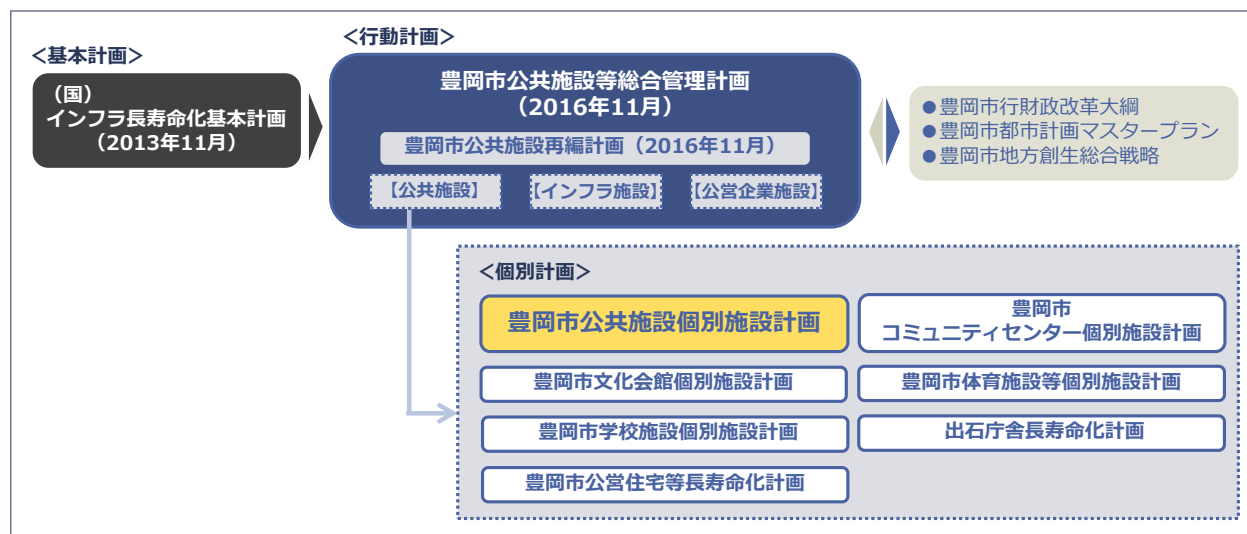 <基本計画>
（国）
インフラ長寿命化基本計画
（2013年11月）
<行動計画>
豊岡市公共施設等総合管理計画
（2016年11月）
豊岡市公共施設再編計画（2016年11月）
【公共施設】
【インフラ施設】
【公営企業施設】
●豊岡市行財政改革大綱
●豊岡市都市計画マスタープラン
●豊岡市地方創生総合戦略
<個別計画>
豊岡市公共施設個別施設計画
豊岡市
コミュニティセンター個別施設計画
豊岡市文化会館個別施設計画
豊岡市体育施設等個別施設計画
豊岡市学校施設個別施設計画
出石庁舎長寿命化計画
豊岡市公営住宅等長寿命化計画